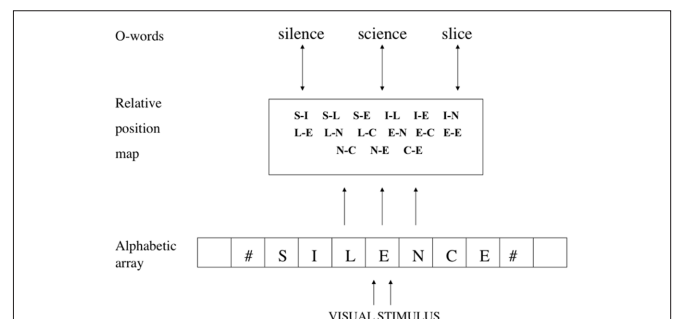 O-words silence science slice
Relative position map
S-I S-L S-E I-L I-E I-N
L-E L-N L-C E-N E-C E-E
N-C N-E C-E
Alphabetic array
# S I L E N C E #
VISUAL STIMULUS